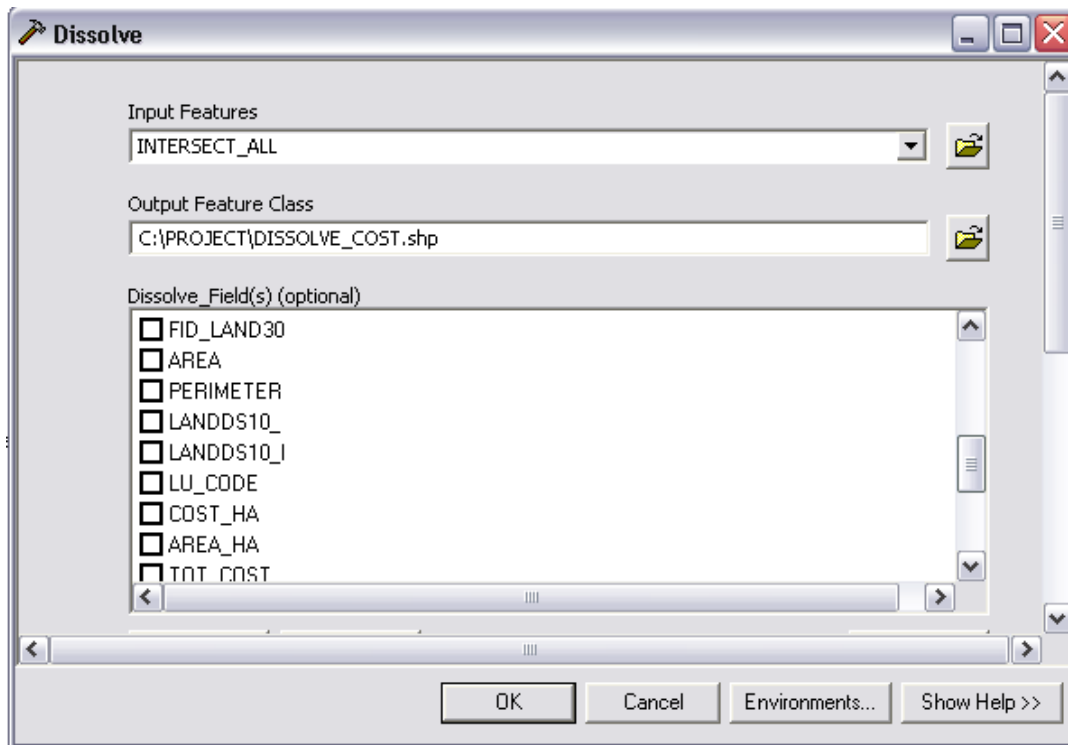 Dissolve
Input Features
INTERSECT_ALL
Output Feature Class
C:\PROJECT\DISSOLVE_COST.shp
Dissolve_Field(s) (optional)
FID_LAND30
AREA
PERIMETER
LANDDS10_
LANDDS10_I
LU_CODE
COST_HA
AREA_HA
TOT_COST
OK
Cancel
Environments...
Show Help >>